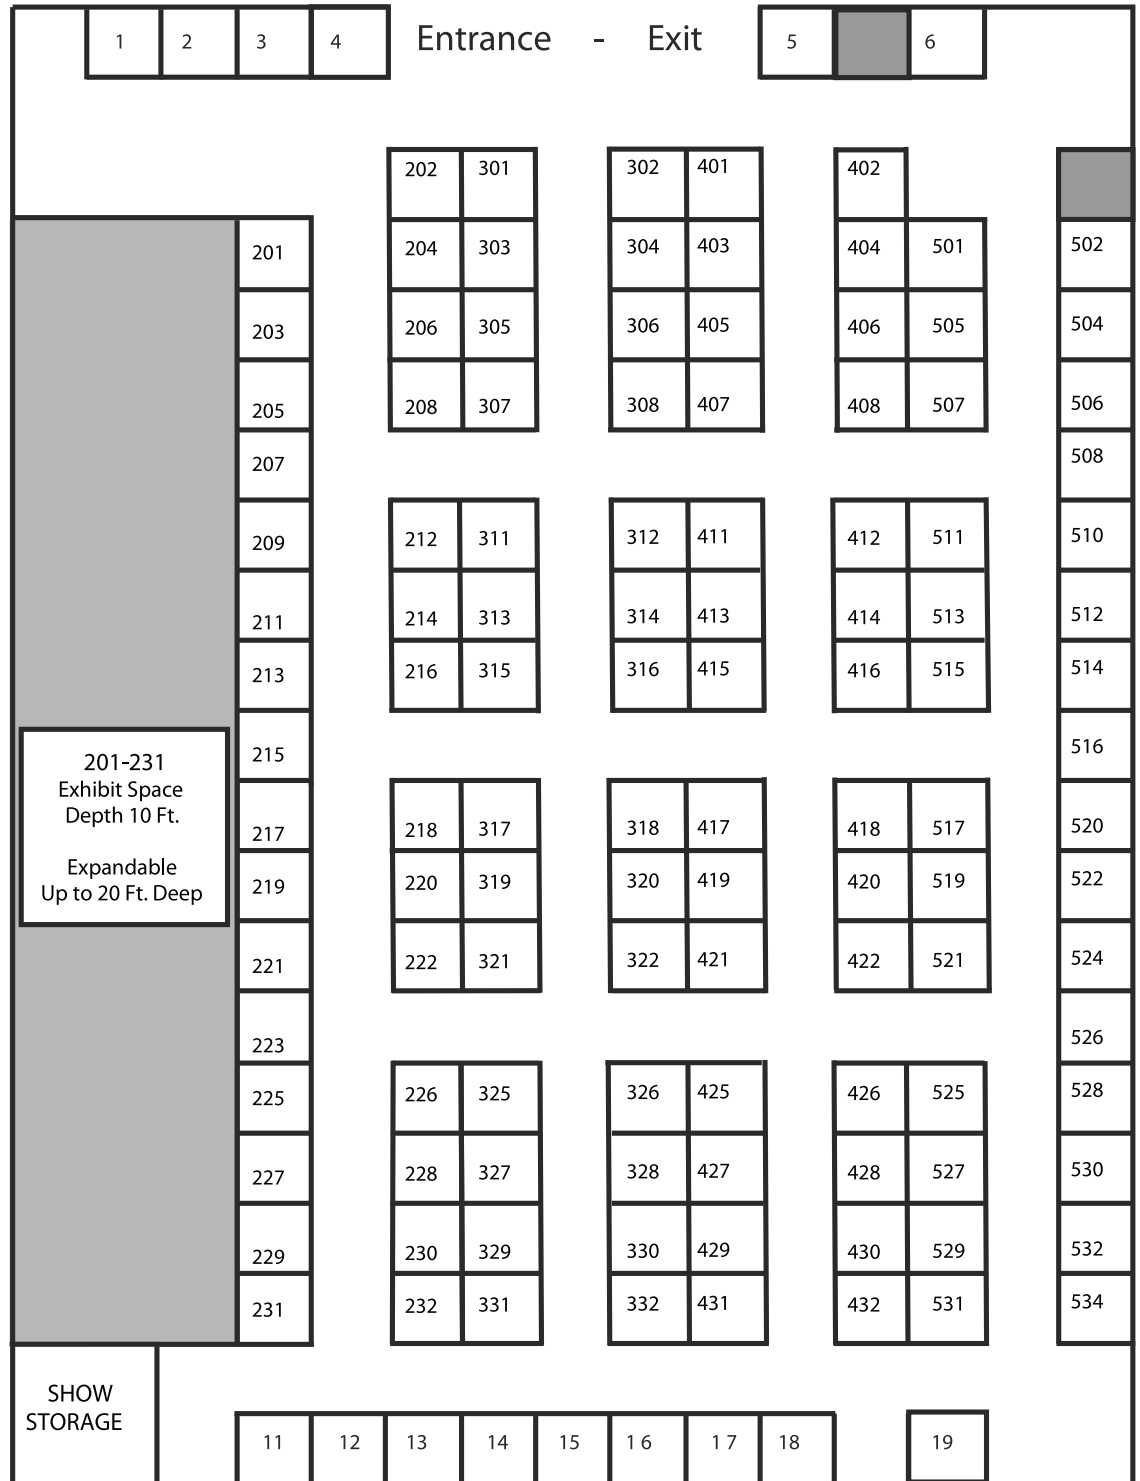 1 2 3 4 Entrance - Exit 5 6
202 301 302 401 402
201 204 303 304 403 404 501 502
203 206 305 306 405 406 505 504
205 208 307 308 407 408 507 506
207 508
209 212 311 312 411 412 511 510
211 214 313 314 413 414 513 512
213 216 315 316 415 416 515 514
215 516
201-231
Exhibit Space
Depth 10 Ft.
Expandable
Up to 20 Ft. Deep
217 218 317 318 417 418 517 520
219 220 319 320 419 420 519 522
221 222 321 322 421 422 521 524
223 526
225 226 325 326 425 426 525 528
227 228 327 328 427 428 527 530
229 230 329 330 429 430 529 532
231 232 331 332 431 432 531 534
SHOW
STORAGE
11 12 13 14 15 1 6 1 7 18 19